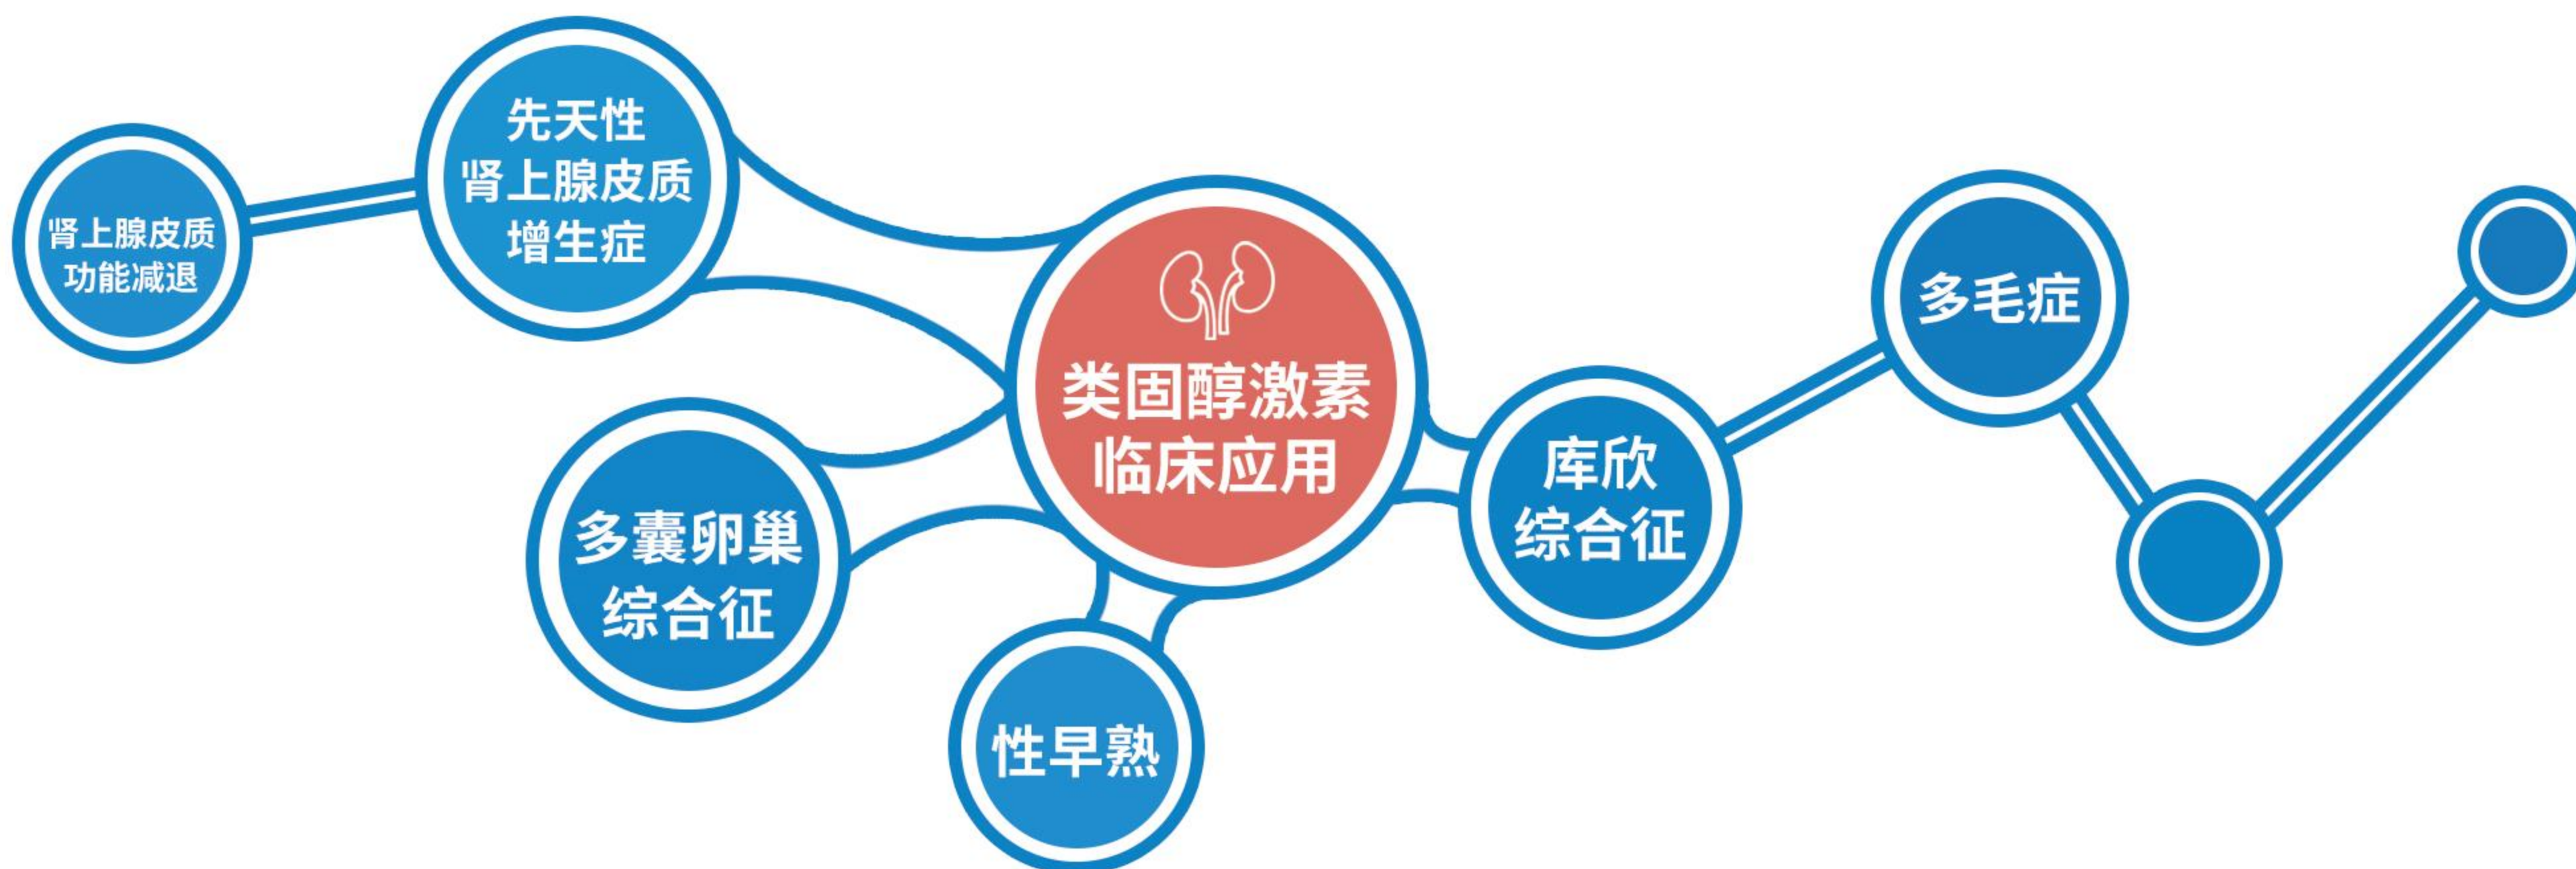 肾上腺皮质
功能减退
先天性
肾上腺皮质
增生症
多囊卵巢
综合征
类固醇激素
临床应用
性早熟
库欣
综合征
多毛症